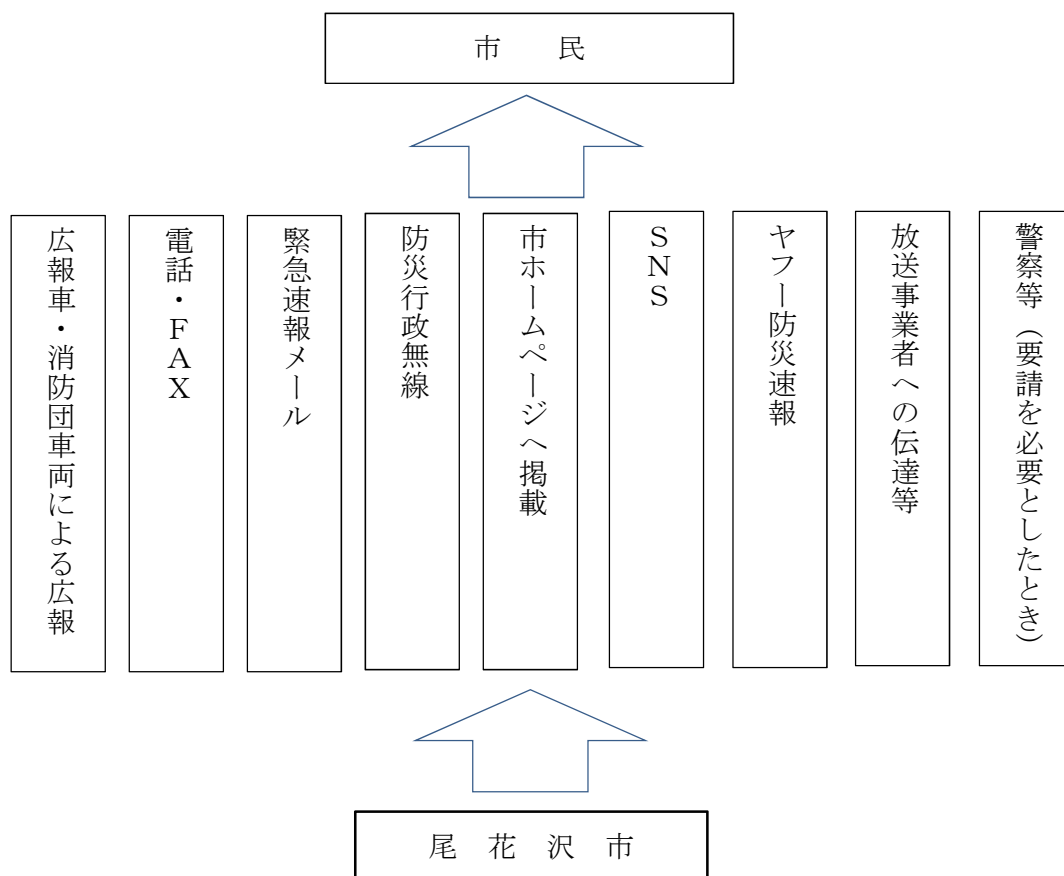 市　民
広報車・消防団車両による広報
電話・ＦＡＸ
緊急速報メール
防災行政無線
市ホームページへ掲載
ＳＮＳ
ヤフー防災速報
放送事業者への伝達等
警察等（要請を必要としたとき）
尾　花　沢　市